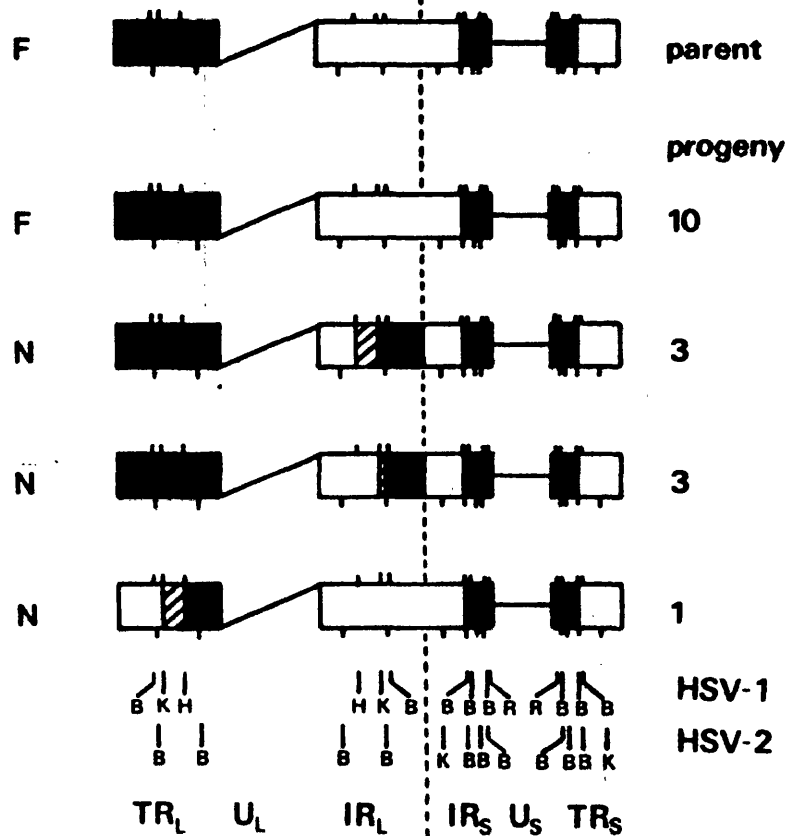 F parent
progeny
F 10
N 3
N 3
N 1
B K H H K B B B B R R B B B HSV-1
B B B B K B B B B B B K HSV-2
TR_L U_L IR_L IR_S U_S TR_S